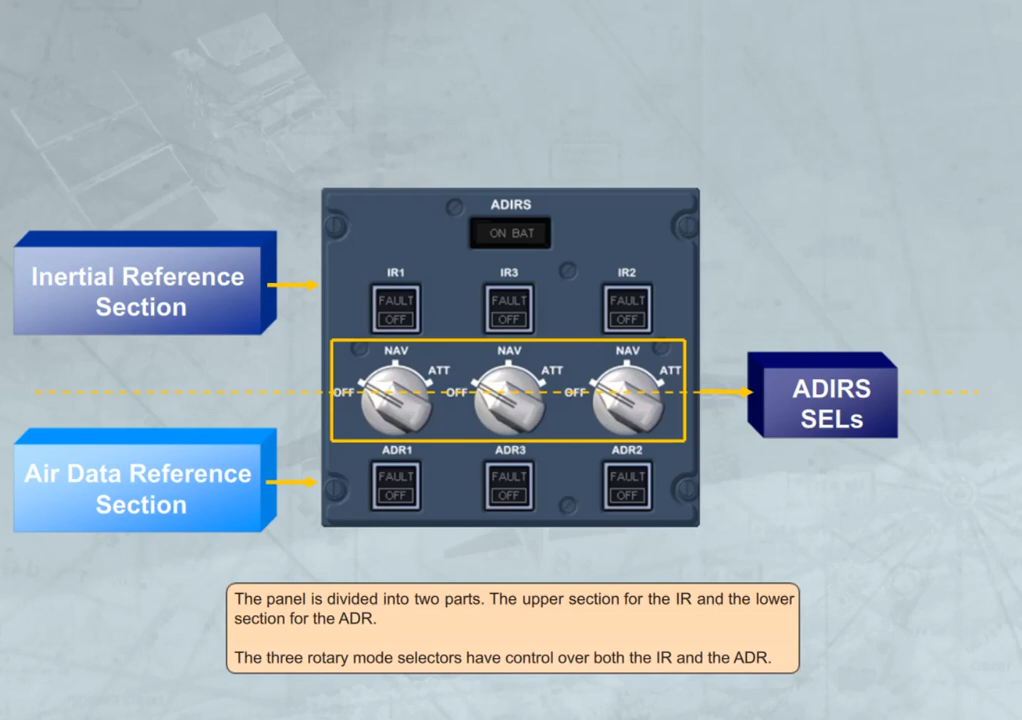 ADIRS
ON BAT
Inertial Reference
Section
IR1 IR3 IR2
FAULT FAULT FAULT
OFF OFF OFF
NAV NAV NAV
ATT ATT ATT
OFF OFF OFF
ADIRS
SELs
ADR1 ADR3 ADR2
FAULT FAULT FAULT
OFF OFF OFF
Air Data Reference
Section
The panel is divided into two parts. The upper section for the IR and the lower
section for the ADR.
The three rotary mode selectors have control over both the IR and the ADR.